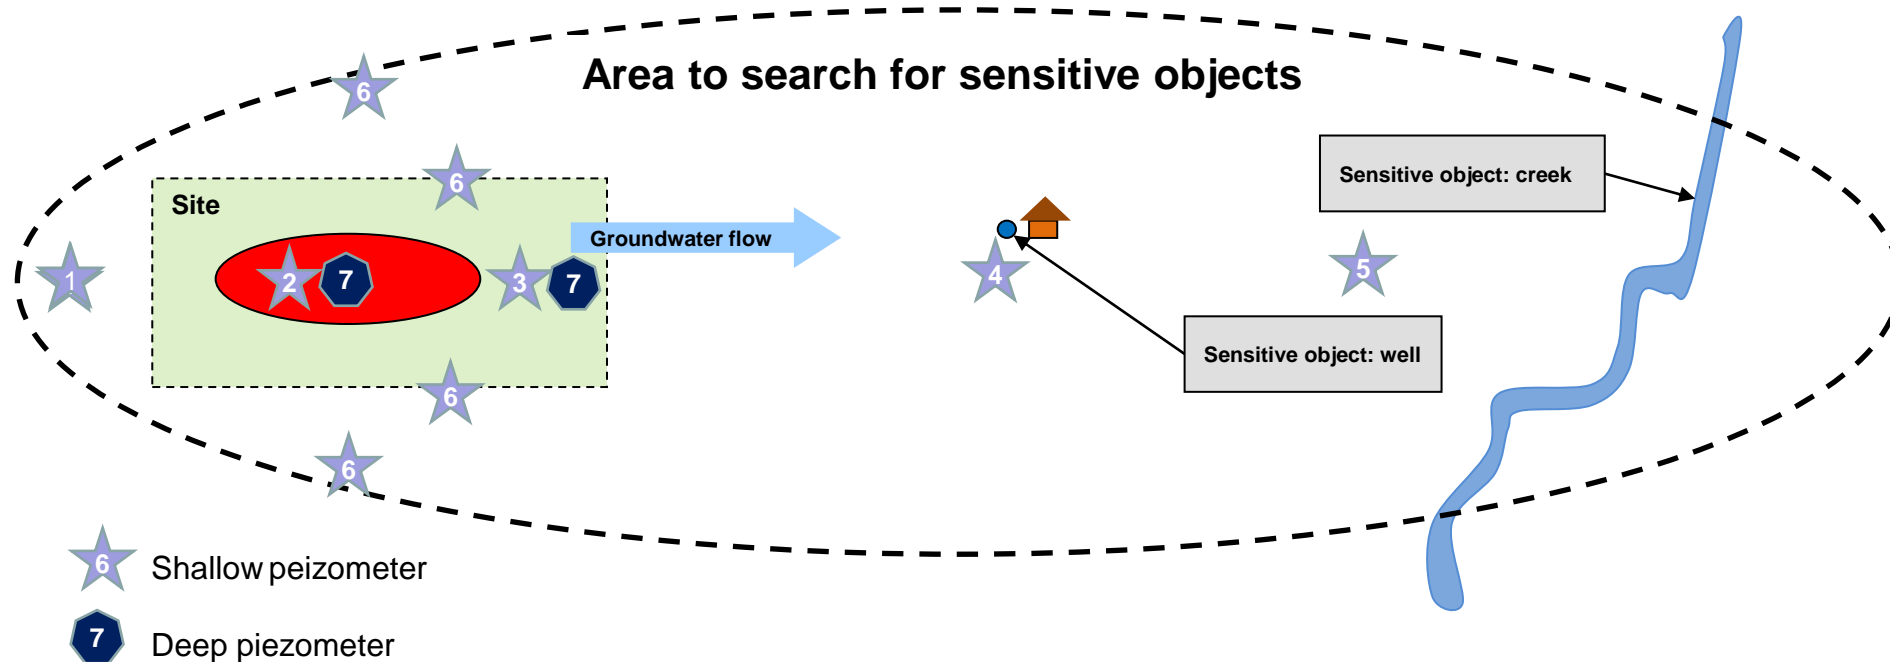 Area to search for sensitive objects
6
6
Site
Sensitive object: creek
Groundwater flow
1
2
7
3
7
4
5
Sensitive object: well
6
6
6
Shallow peizometer
7
Deep piezometer